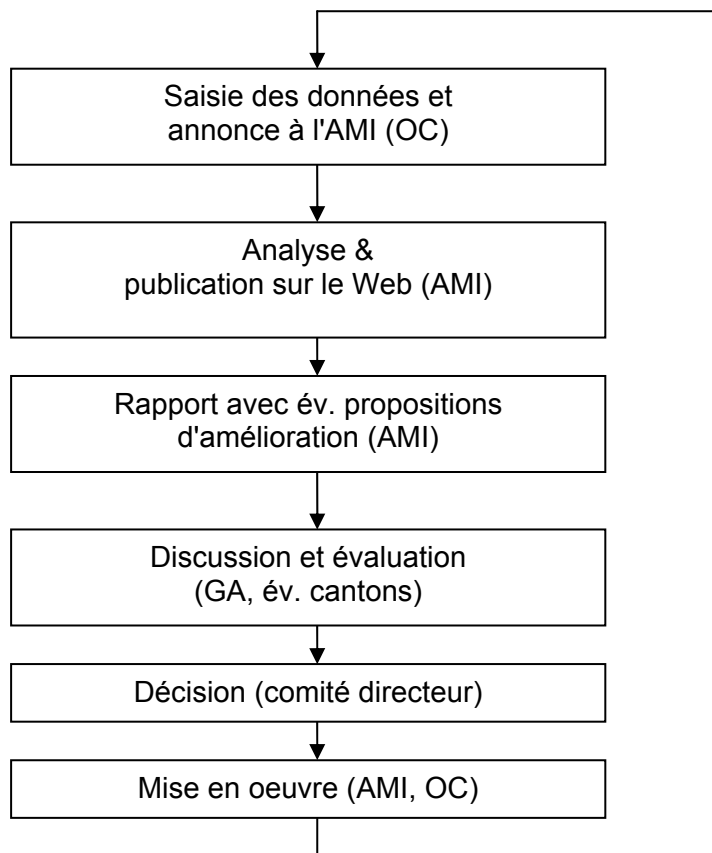 Saisie des données et
annonce à l'AMI (OC)
Analyse &
publication sur le Web (AMI)
Rapport avec év. propositions
d'amélioration (AMI)
Discussion et évaluation
(GA, év. cantons)
Décision (comité directeur)
Mise en oeuvre (AMI, OC)